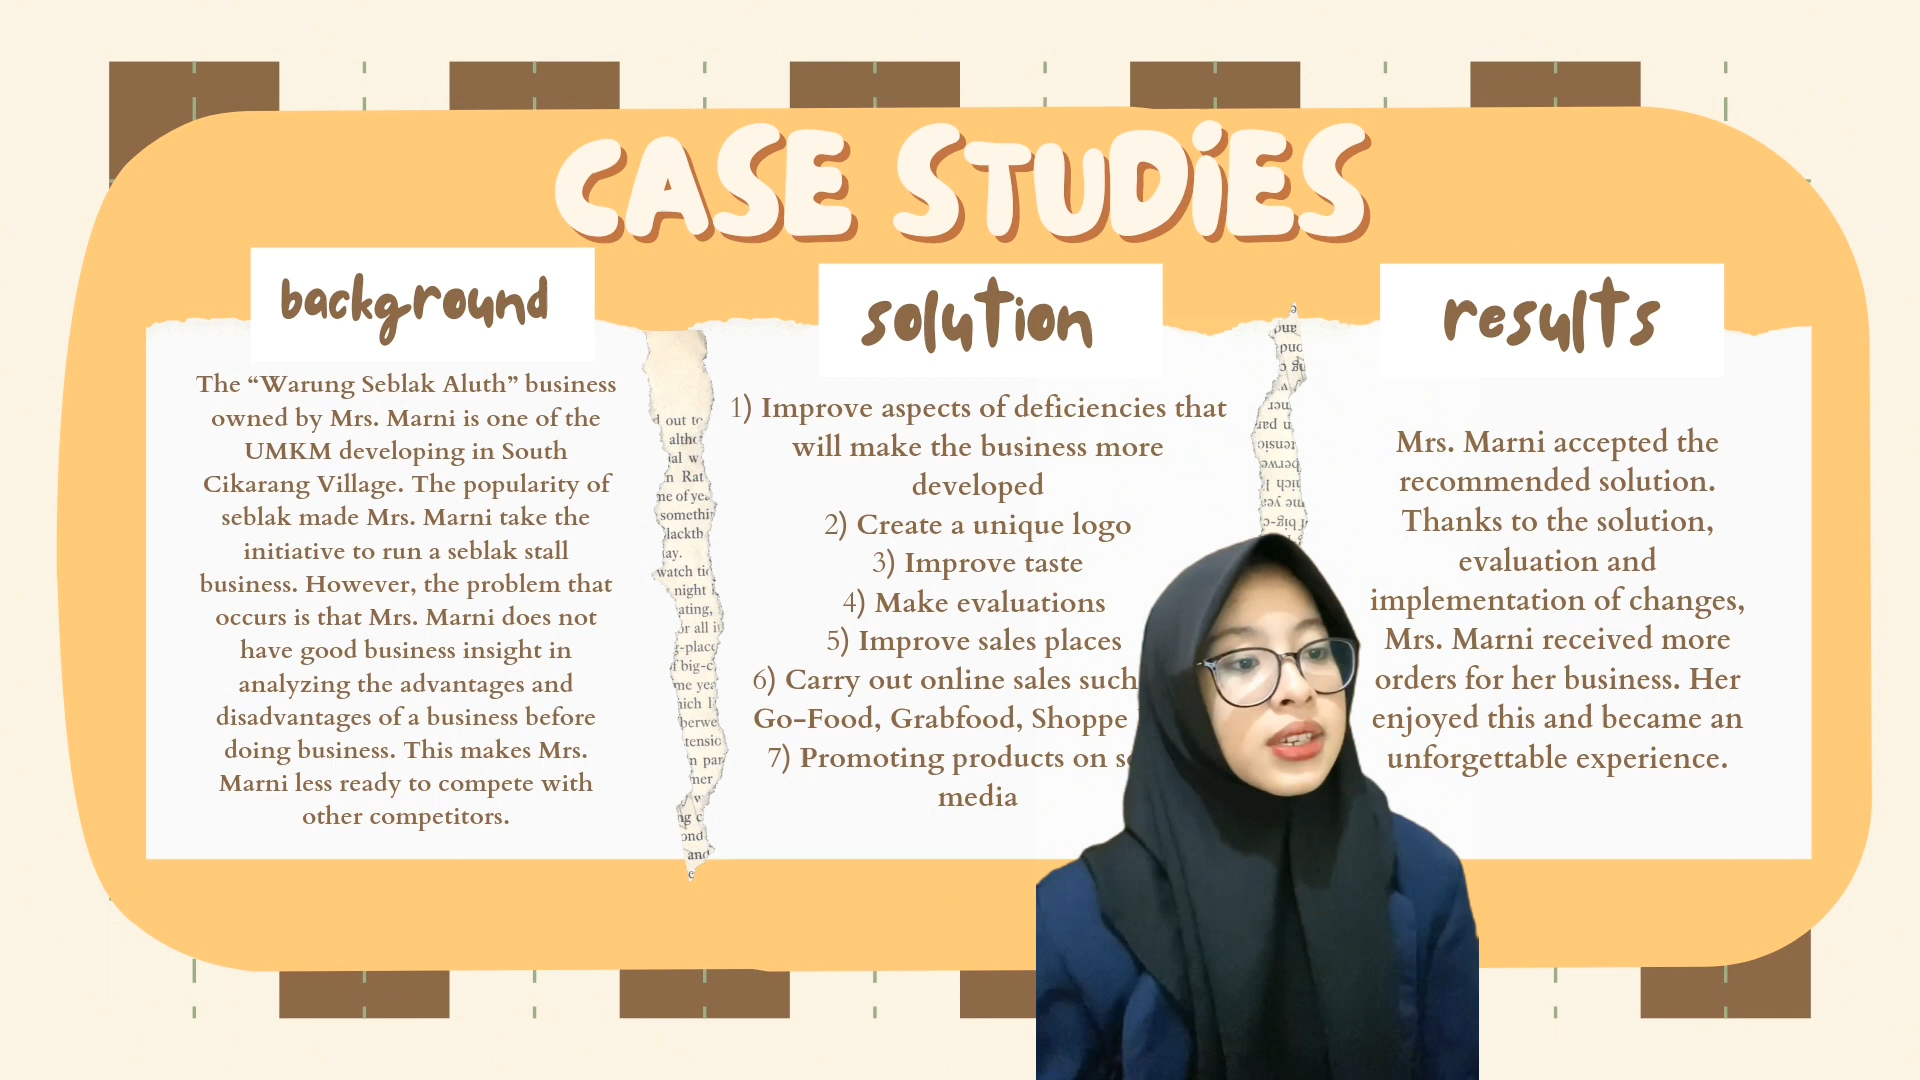 CASE STUDIES
background
The “Warung Seblak Aluth” business
owned by Mrs. Marni is one of the
UMKM developing in South
Cikarang Village. The popularity of
seblak made Mrs. Marni take the
initiative to run a seblak stall
business. However, the problem that
occurs is that Mrs. Marni does not
have good business insight in
analyzing the advantages and
disadvantages of a business before
doing business. This makes Mrs.
Marni less ready to compete with
other competitors.
solution
1) Improve aspects of deficiencies that
will make the business more
developed
2) Create a unique logo
3) Improve taste
4) Make evaluations
5) Improve sales places
6) Carry out online sales such
Go-Food, Grabfood, Shoppe
7) Promoting products on
media
results
Mrs. Marni accepted the
recommended solution.
Thanks to the solution,
evaluation and
implementation of changes,
Mrs. Marni received more
orders for her business. Her
enjoyed this and became an
unforgettable experience.